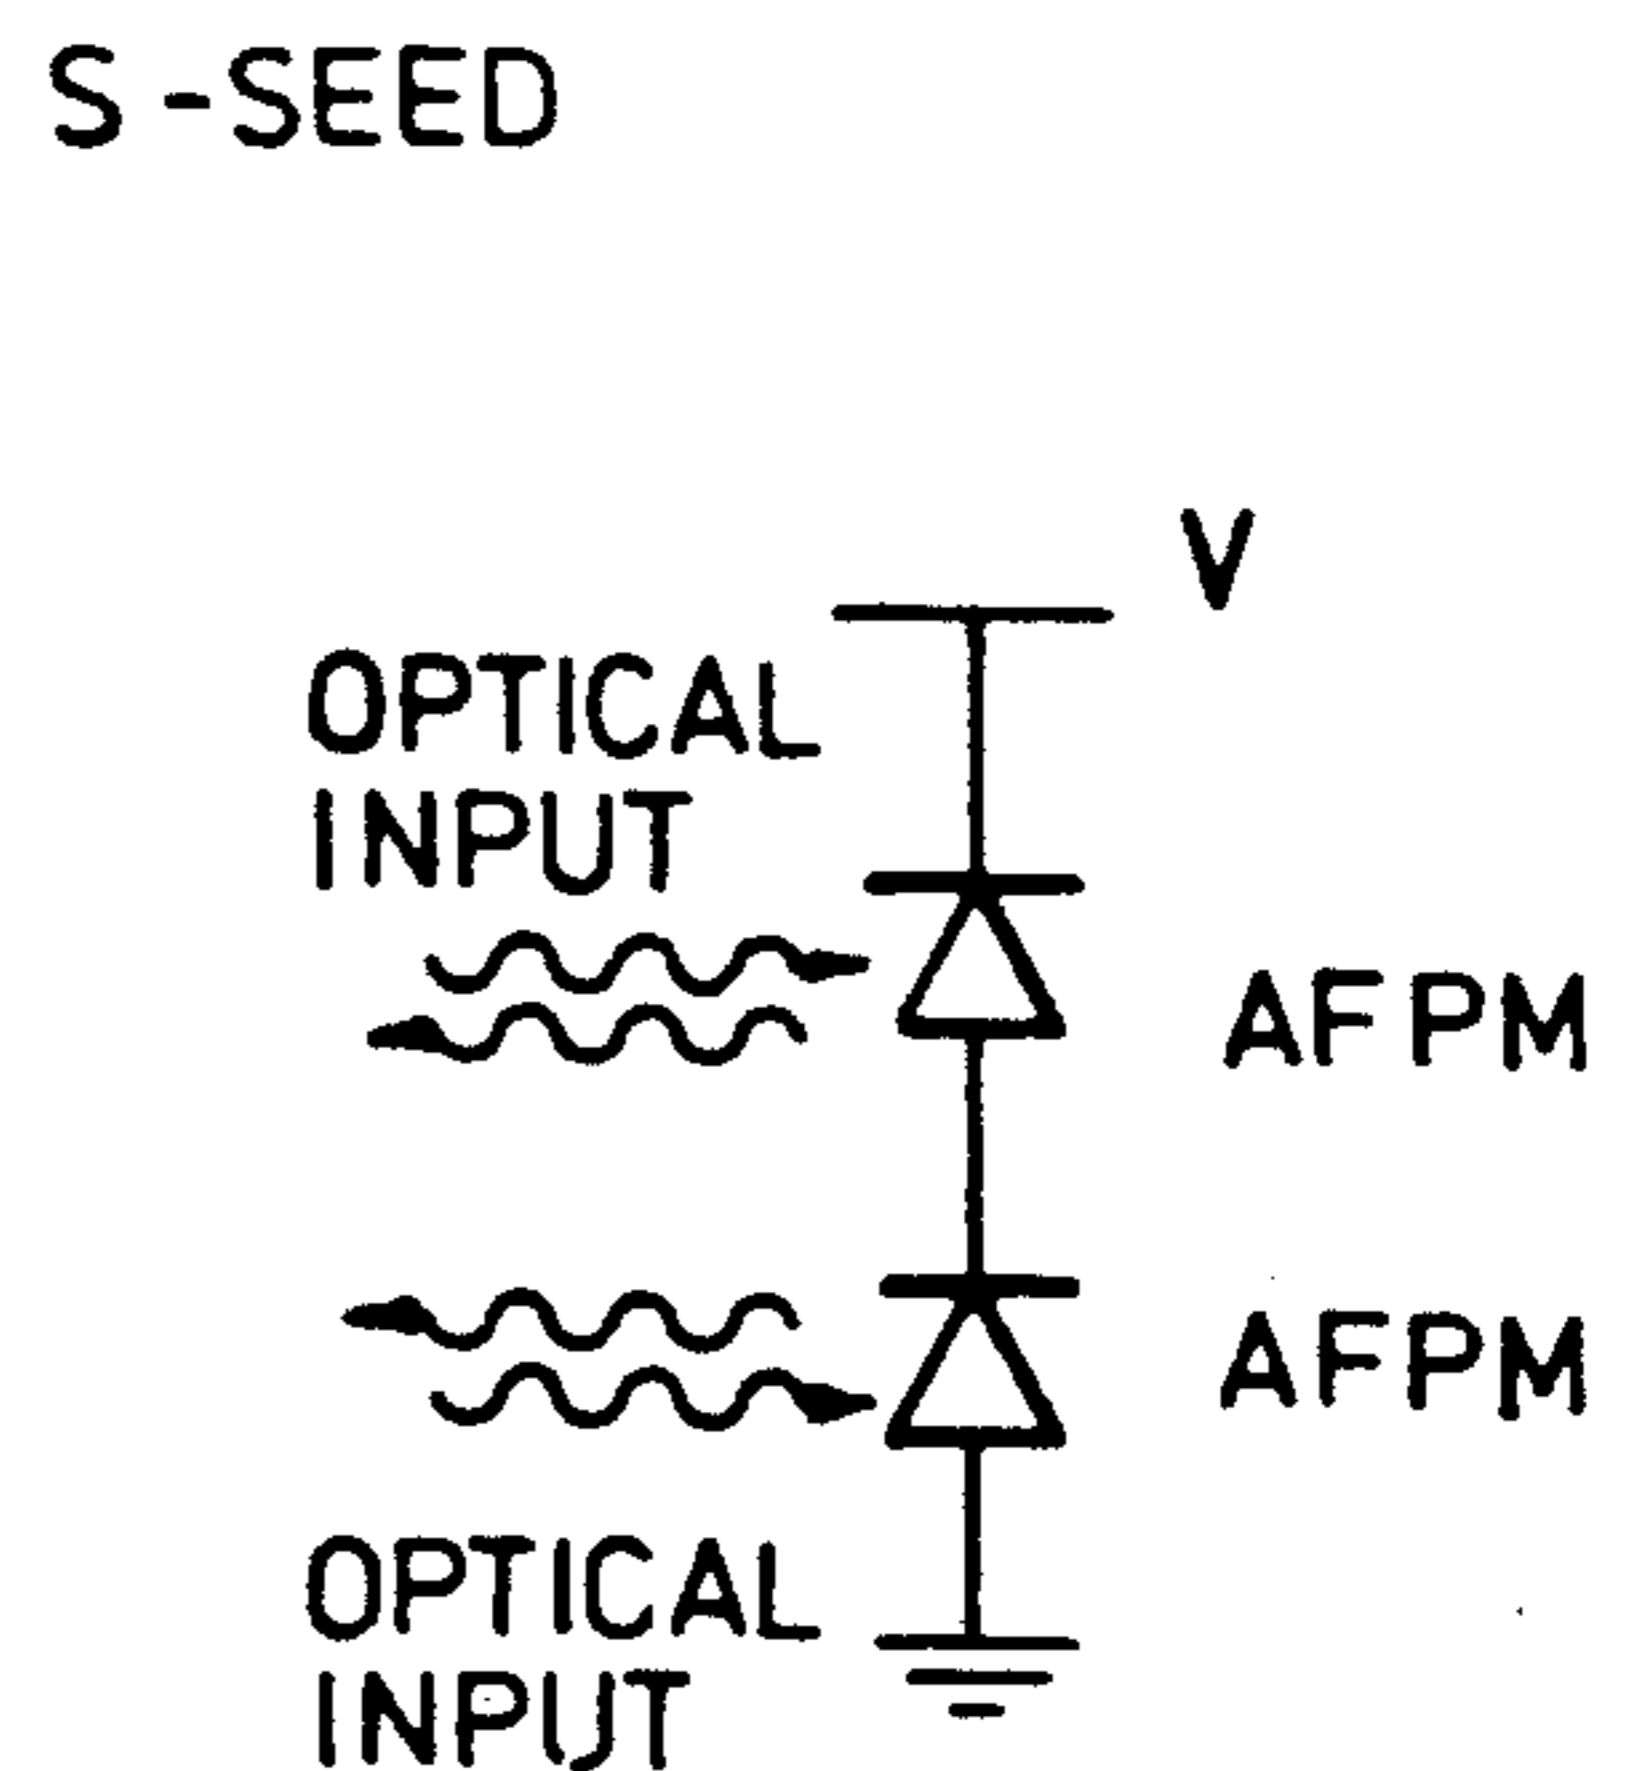 S-SEED
V
OPTICAL
INPUT
AFPM
AFPM
OPTICAL
INPUT